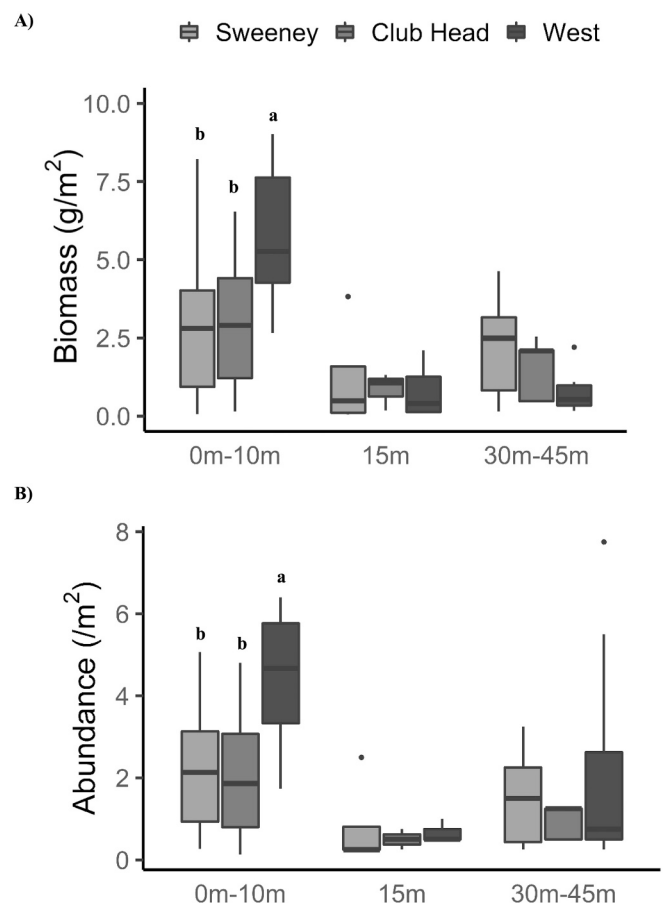 A)
Sweeney Club Head West
10.0
a
b
b
7.5
5.0
2.5
0.0
Biomass (g/m²)
0m-10m 15m 30m-45m
B)
8
a
6
b b
4
2
0
Abundance (/m²)
0m-10m 15m 30m-45m